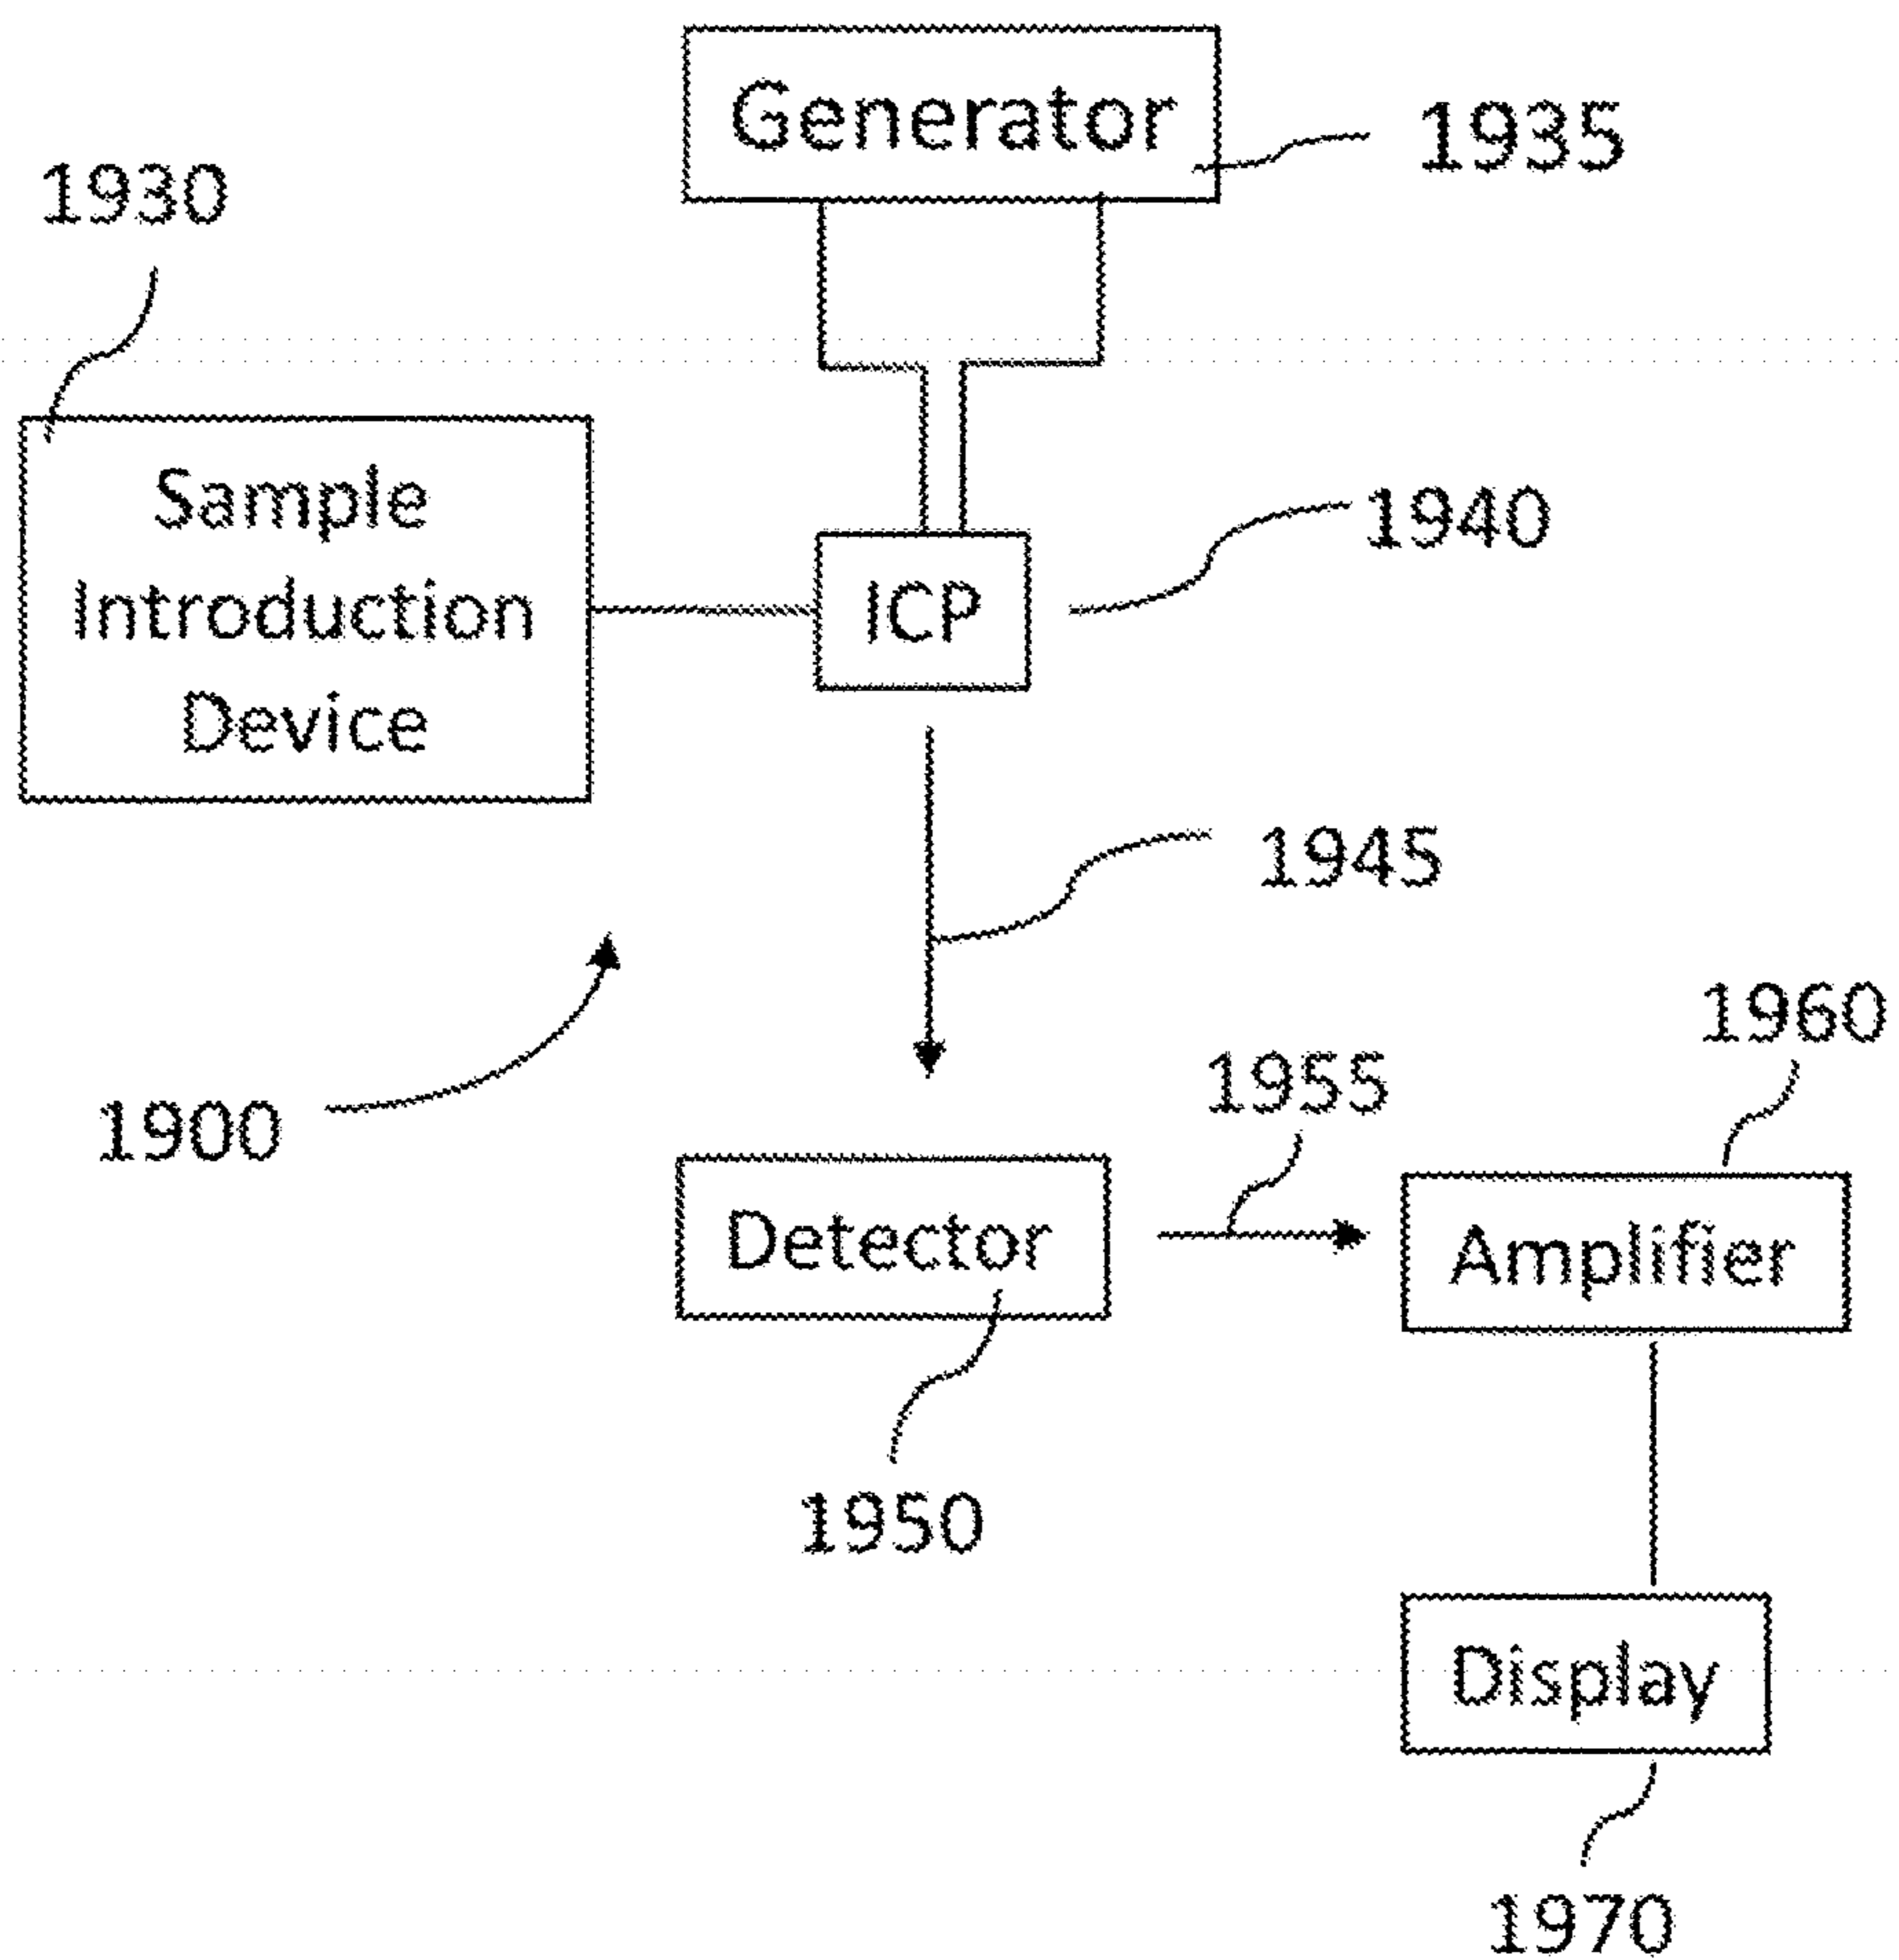 Generator
1935
1930
Sample
Introduction
Device
ICP
1940
1945
1900
1955
1960
Detector
Amplifier
1950
Display
1970